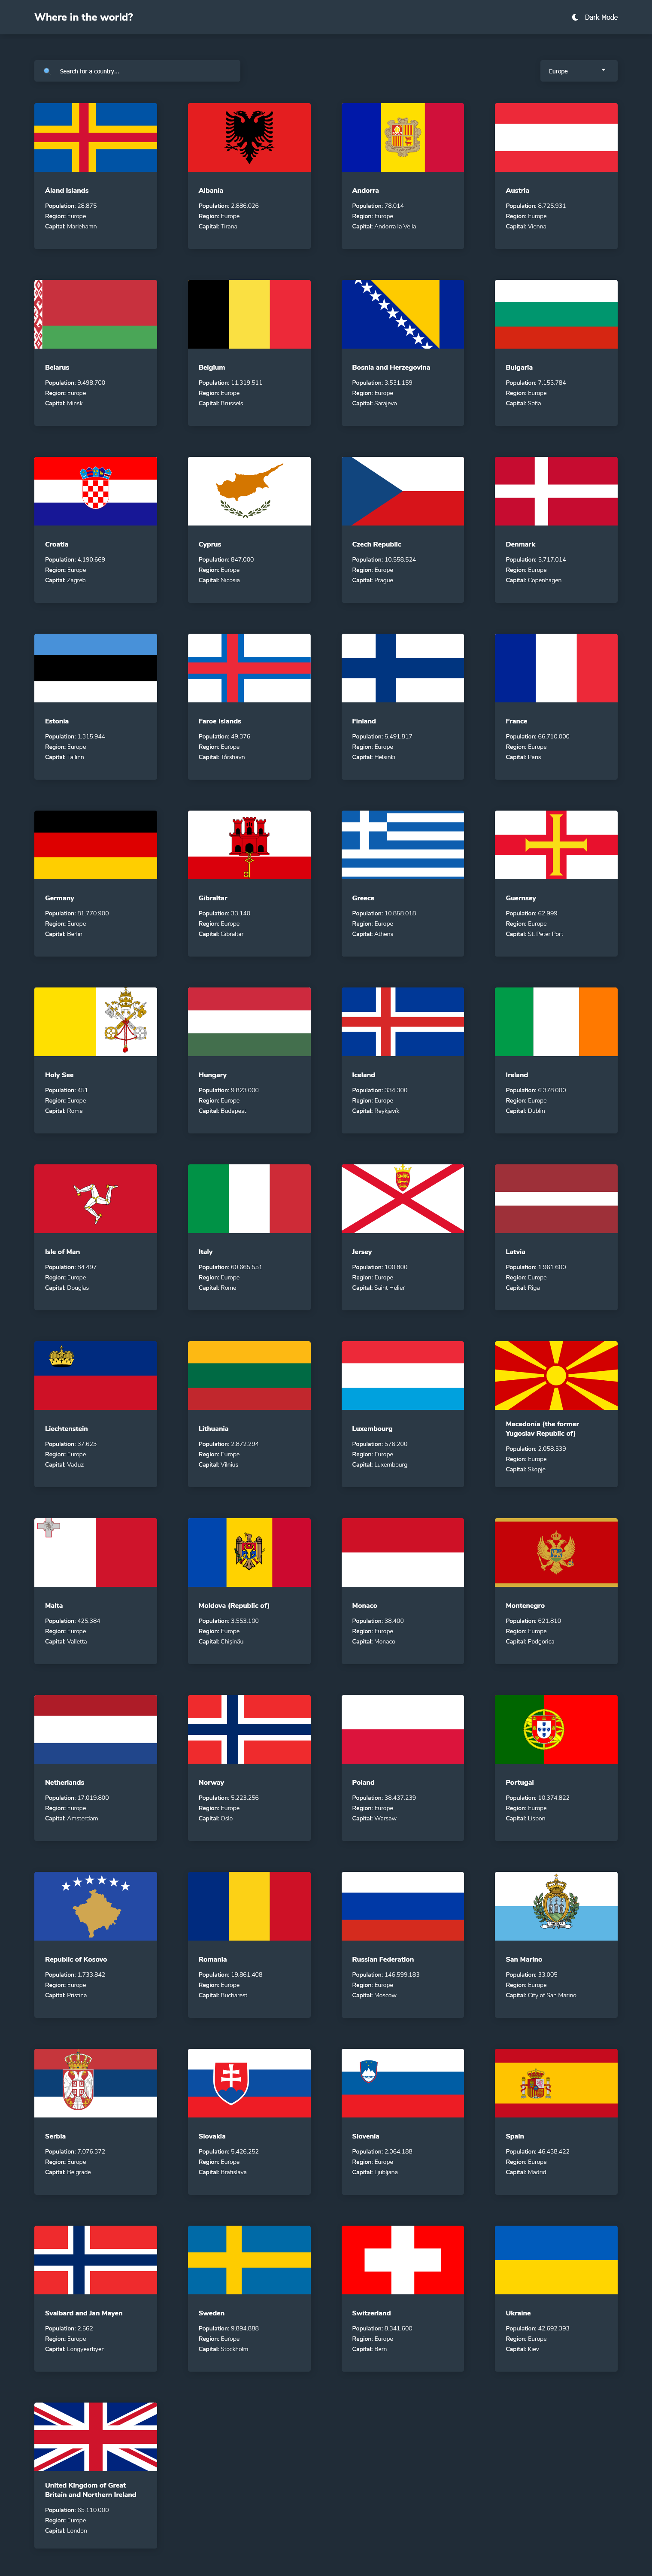 Where in the world?
Dark Mode
Search for a country...
Europe
Åland Islands
Population: 28.875
Region: Europe
Capital: Mariehamn
Albania
Population: 2.886.026
Region: Europe
Capital: Tirana
Andorra
Population: 78.014
Region: Europe
Capital: Andorra la Vella
Austria
Population: 8.725.931
Region: Europe
Capital: Vienna
Belarus
Population: 9.498.700
Region: Europe
Capital: Minsk
Belgium
Population: 11.319.511
Region: Europe
Capital: Brussels
Bosnia and Herzegovina
Population: 3.531.159
Region: Europe
Capital: Sarajevo
Bulgaria
Population: 7.153.784
Region: Europe
Capital: Sofia
Croatia
Population: 4.190.669
Region: Europe
Capital: Zagreb
Cyprus
Population: 847.000
Region: Europe
Capital: Nicosia
Czech Republic
Population: 10.558.524
Region: Europe
Capital: Prague
Denmark
Population: 5.717.014
Region: Europe
Capital: Copenhagen
Estonia
Population: 1.315.944
Region: Europe
Capital: Tallinn
Faroe Islands
Population: 49.376
Region: Europe
Capital: Tórshavn
Finland
Population: 5.491.817
Region: Europe
Capital: Helsinki
France
Population: 66.710.000
Region: Europe
Capital: Paris
Germany
Population: 81.770.900
Region: Europe
Capital: Berlin
Gibraltar
Population: 33.140
Region: Europe
Capital: Gibraltar
Greece
Population: 10.858.018
Region: Europe
Capital: Athens
Guernsey
Population: 62.999
Region: Europe
Capital: St. Peter Port
Holy See
Population: 451
Region: Europe
Capital: Rome
Hungary
Population: 9.823.000
Region: Europe
Capital: Budapest
Iceland
Population: 334.300
Region: Europe
Capital: Reykjavík
Ireland
Population: 6.378.000
Region: Europe
Capital: Dublin
Isle of Man
Population: 84.497
Region: Europe
Capital: Douglas
Italy
Population: 60.665.551
Region: Europe
Capital: Rome
Jersey
Population: 100.800
Region: Europe
Capital: Saint Helier
Latvia
Population: 1.961.600
Region: Europe
Capital: Riga
Liechtenstein
Population: 37.623
Region: Europe
Capital: Vaduz
Lithuania
Population: 2.872.294
Region: Europe
Capital: Vilnius
Luxembourg
Population: 576.200
Region: Europe
Capital: Luxembourg
Macedonia (the former
Yugoslav Republic of)
Population: 2.058.539
Region: Europe
Capital: Skopje
Malta
Population: 425.384
Region: Europe
Capital: Valletta
Moldova (Republic of)
Population: 3.553.100
Region: Europe
Capital: Chișinău
Monaco
Population: 38.400
Region: Europe
Capital: Monaco
Montenegro
Population: 621.810
Region: Europe
Capital: Podgorica
Netherlands
Population: 17.019.800
Region: Europe
Capital: Amsterdam
Norway
Population: 5.223.256
Region: Europe
Capital: Oslo
Poland
Population: 38.437.239
Region: Europe
Capital: Warsaw
Portugal
Population: 10.374.822
Region: Europe
Capital: Lisbon
Republic of Kosovo
Population: 1.733.842
Region: Europe
Capital: Pristina
Romania
Population: 19.861.408
Region: Europe
Capital: Bucharest
Russian Federation
Population: 146.599.183
Region: Europe
Capital: Moscow
San Marino
Population: 33.005
Region: Europe
Capital: City of San Marino
Serbia
Population: 7.076.372
Region: Europe
Capital: Belgrade
Slovakia
Population: 5.426.252
Region: Europe
Capital: Bratislava
Slovenia
Population: 2.064.188
Region: Europe
Capital: Ljubljana
Spain
Population: 46.438.422
Region: Europe
Capital: Madrid
Svalbard and Jan Mayen
Population: 2.562
Region: Europe
Capital: Longyearbyen
Sweden
Population: 9.894.888
Region: Europe
Capital: Stockholm
Switzerland
Population: 8.341.600
Region: Europe
Capital: Bern
Ukraine
Population: 42.692.393
Region: Europe
Capital: Kiev
United Kingdom of Great
Britain and Northern Ireland
Population: 65.110.000
Region: Europe
Capital: London